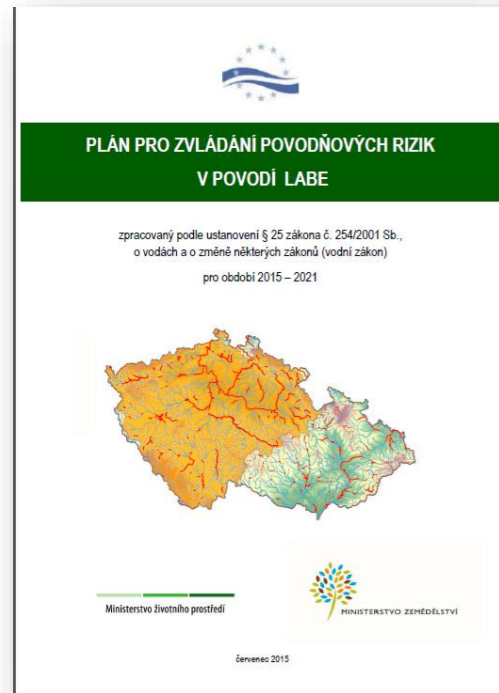 PLÁN PRO ZVLÁDÁNÍ POVODŇOVÝCH RIZIK
V POVODÍ LABE
zpracovaný podle ustanovení § 25 zákona č. 254/2001 Sb.,
o vodách a o změně některých zákonů (vodní zákon)
pro období 2015 – 2021
Ministerstvo životního prostředí
MINISTERSTVO ZEMĚDĚLSTVÍ
červenec 2015